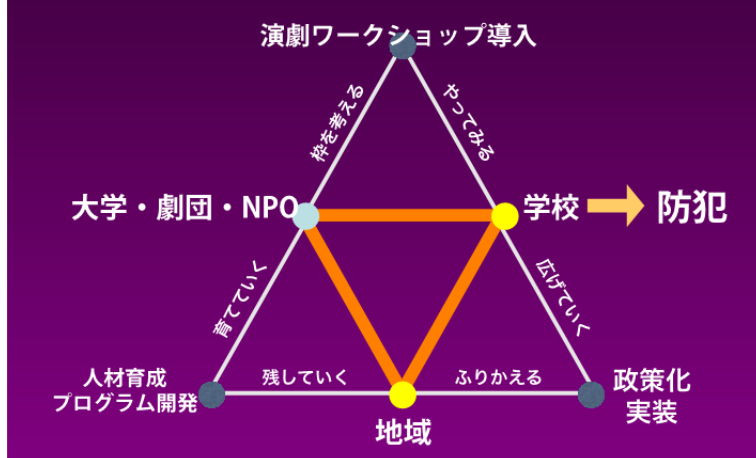 演劇ワークショップ導入
枠を考える
やってみる
大学・劇団・NPO
学校
防犯
育てていく
広げていく
人材育成
プログラム開発
残していく
ふりかえる
政策化
実装
地域